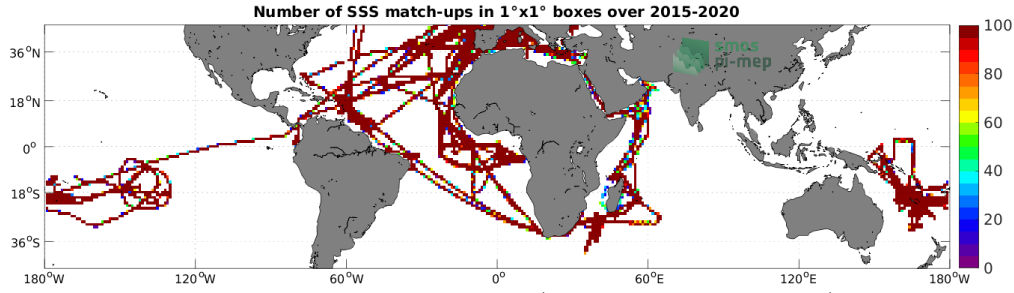 Number of SSS match-ups in 1°x1° boxes over 2015-2020
smos
pi-mep
36°N
18°N
0°
18°S
36°S
180°W
120°W
60°W
0°
60°E
120°E
180°W
100
80
60
40
20
0